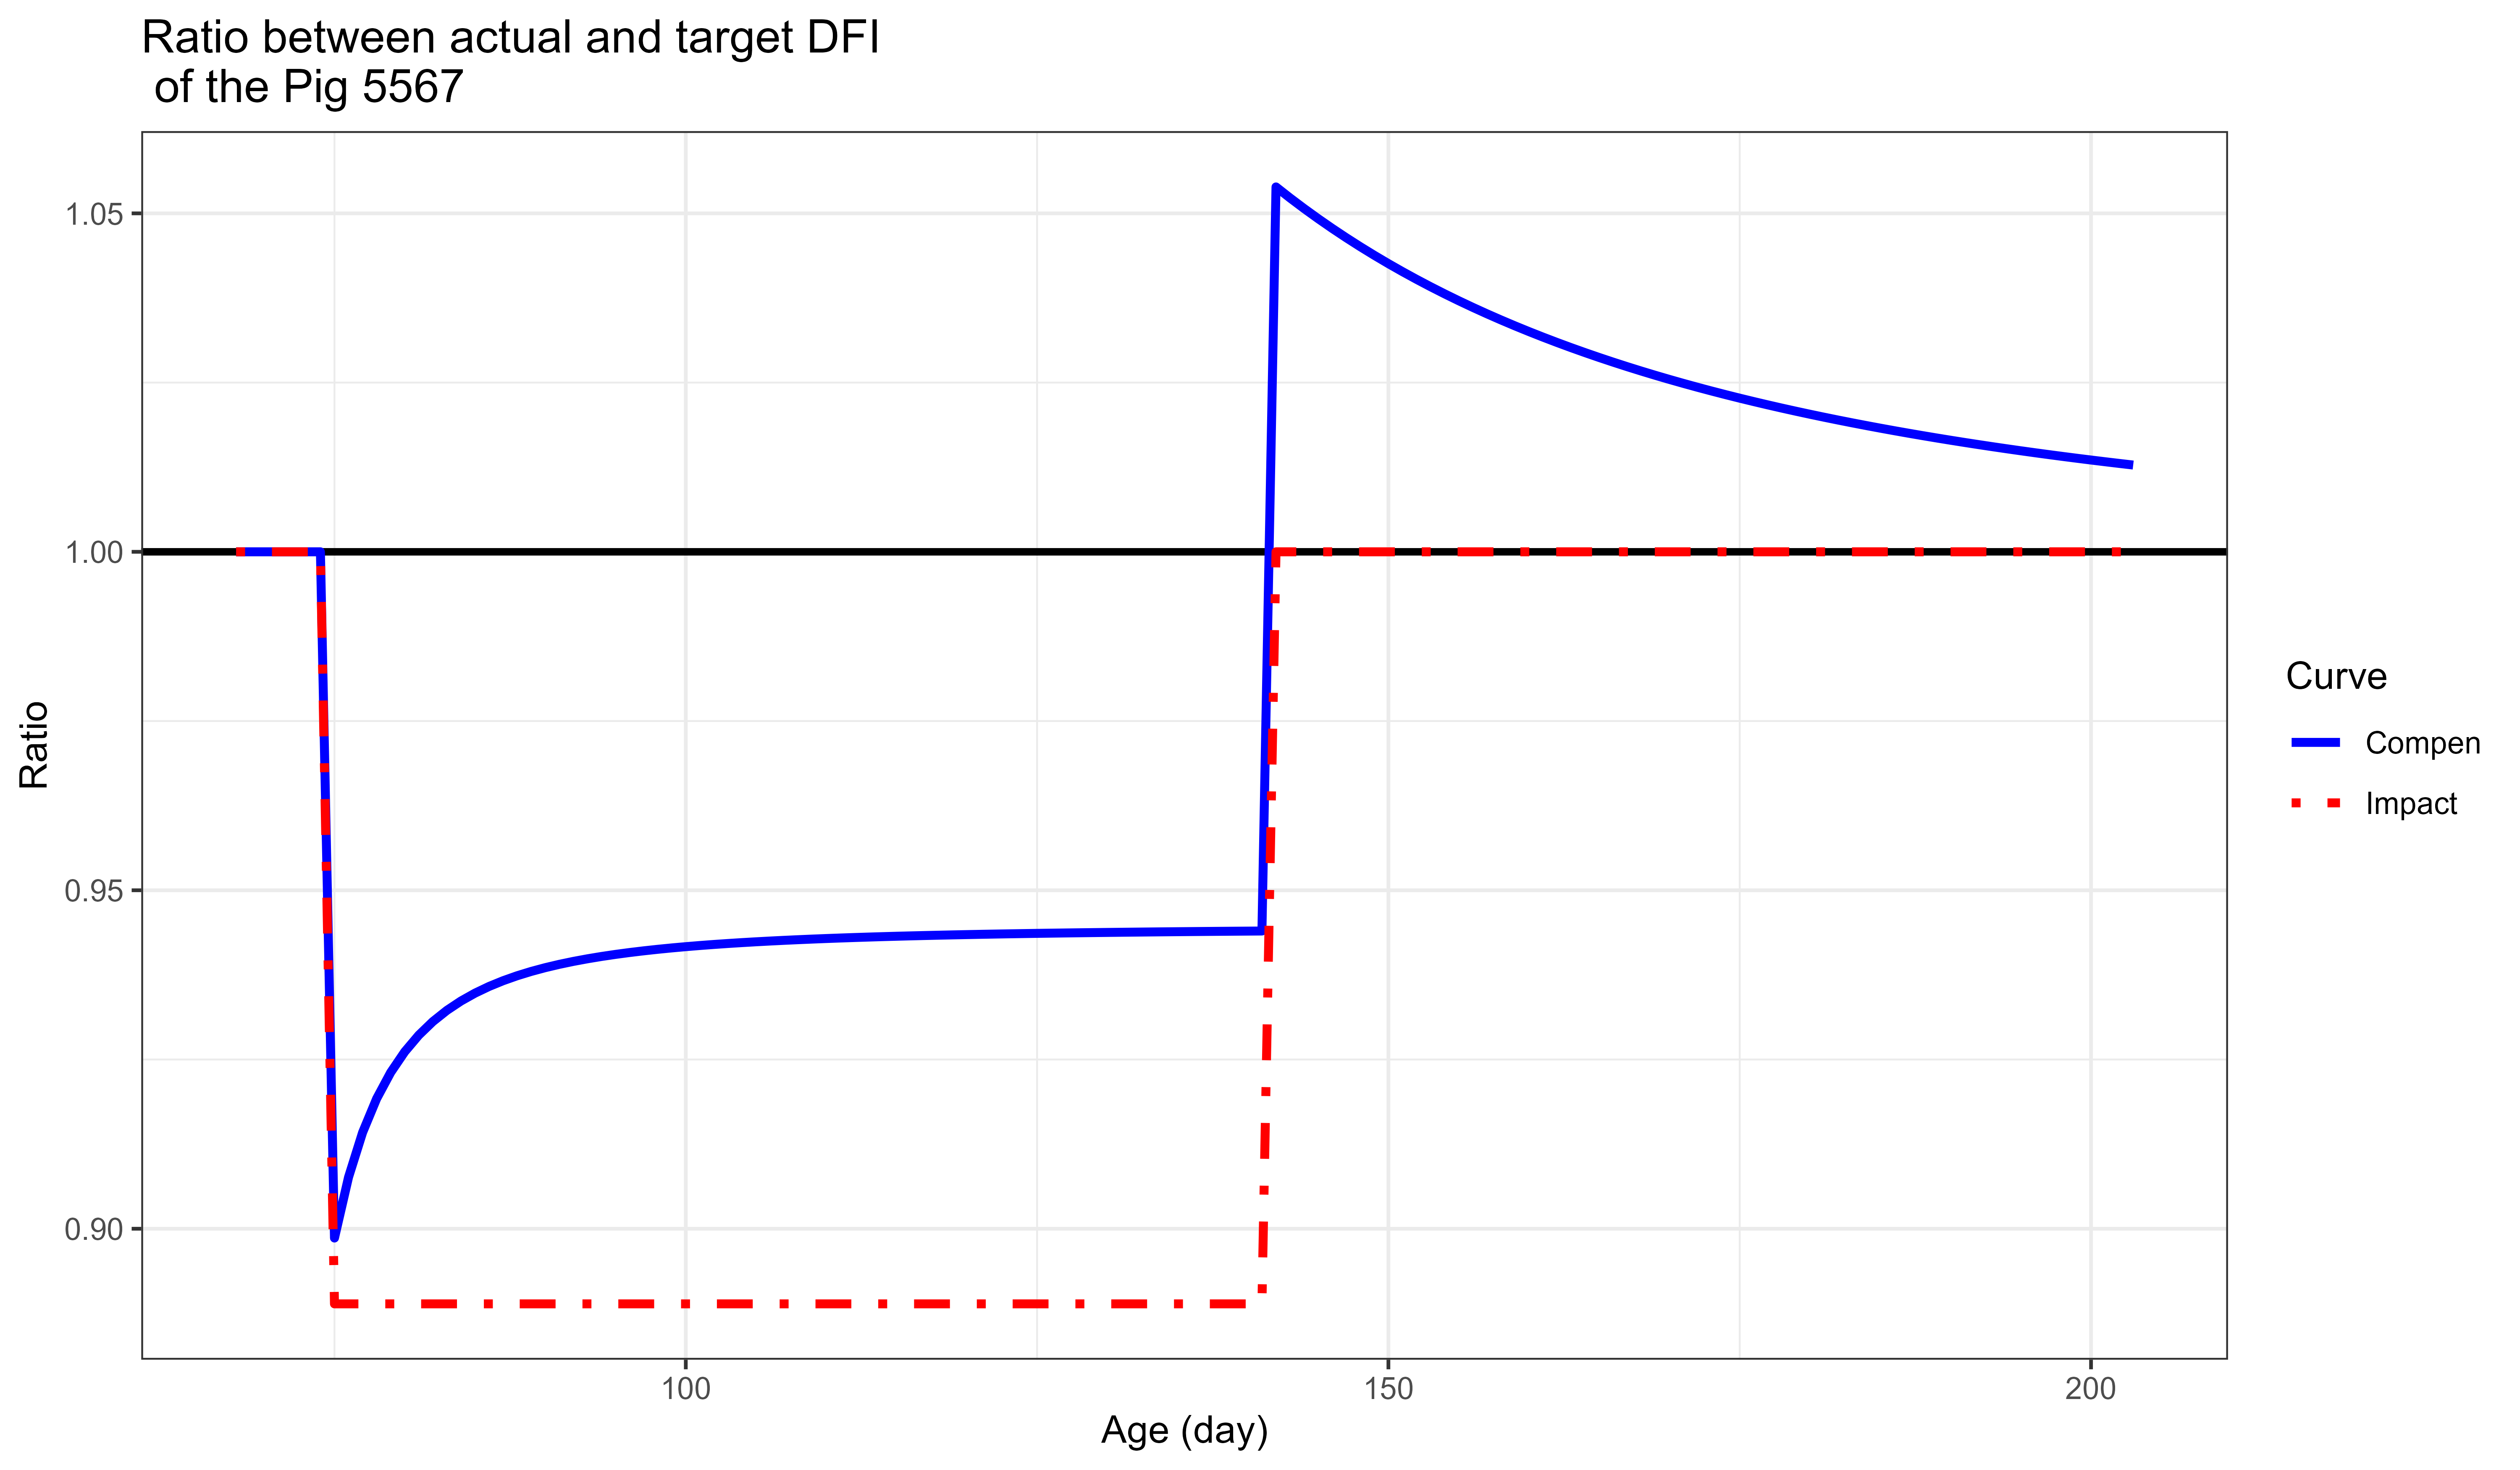 Ratio between actual and target DFI
of the Pig 5567
1.05
1.00
0.95
0.90
Ratio
100
150
200
Age (day)
Curve
Compen
Impact